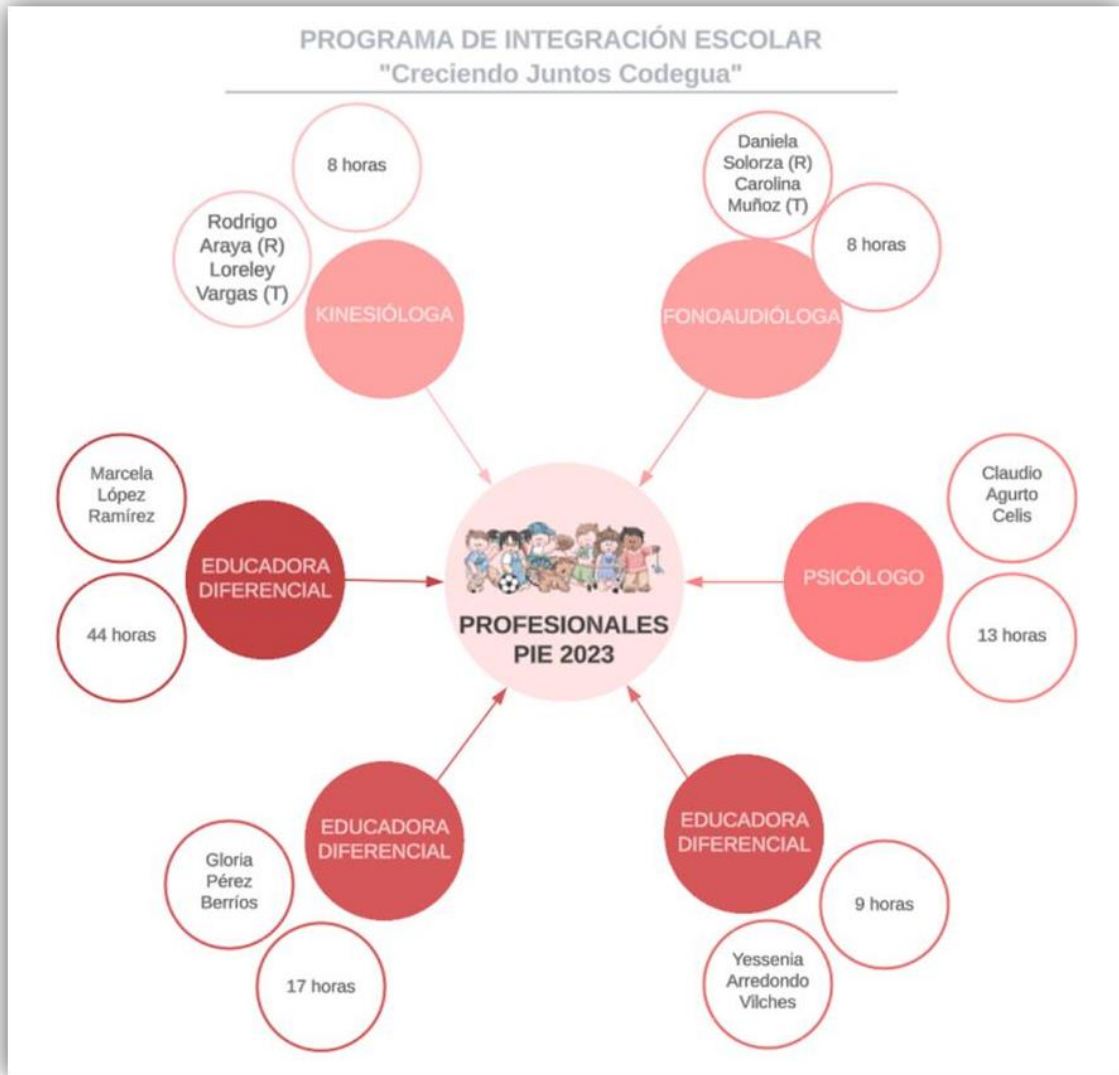 PROGRAMA DE INTEGRACIÓN ESCOLAR
"Creciendo Juntos Codegua"
8 horas
Rodrigo
Araya (R)
Loreley
Vargas (T)
KINESIÓLOGA
Daniela
Solorza (R)
Carolina
Muñoz (T)
8 horas
FONOAUDIÓLOGA
Marcela
López
Ramírez
44 horas
EDUCADORA
DIFERENCIAL
PROFESIONALES
PIE 2023
PSICÓLOGO
Claudio
Agurto
Celis
13 horas
EDUCADORA
DIFERENCIAL
Gloria
Pérez
Berríos
17 horas
EDUCADORA
DIFERENCIAL
9 horas
Yessenia
Arredondo
Vilches